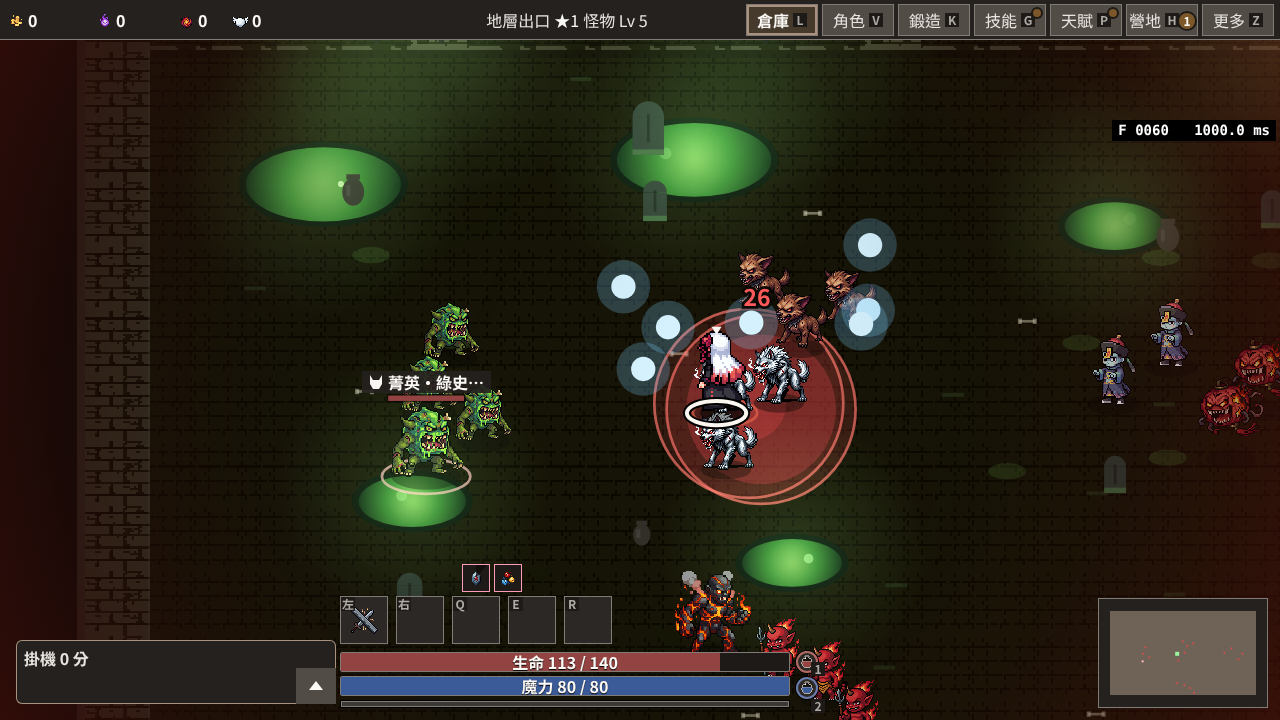 0
0
0
0
地層出口 ★1 怪物 Lv 5
倉庫 L
角色 V
鍛造 K
技能 G
天賦 P
營地 H 1
更多 Z
F 0060 1000.0 ms
26
菁英・綠史…
左
右
Q
E
R
掛機 0 分
生命 113 / 140
1
魔力 80 / 80
2